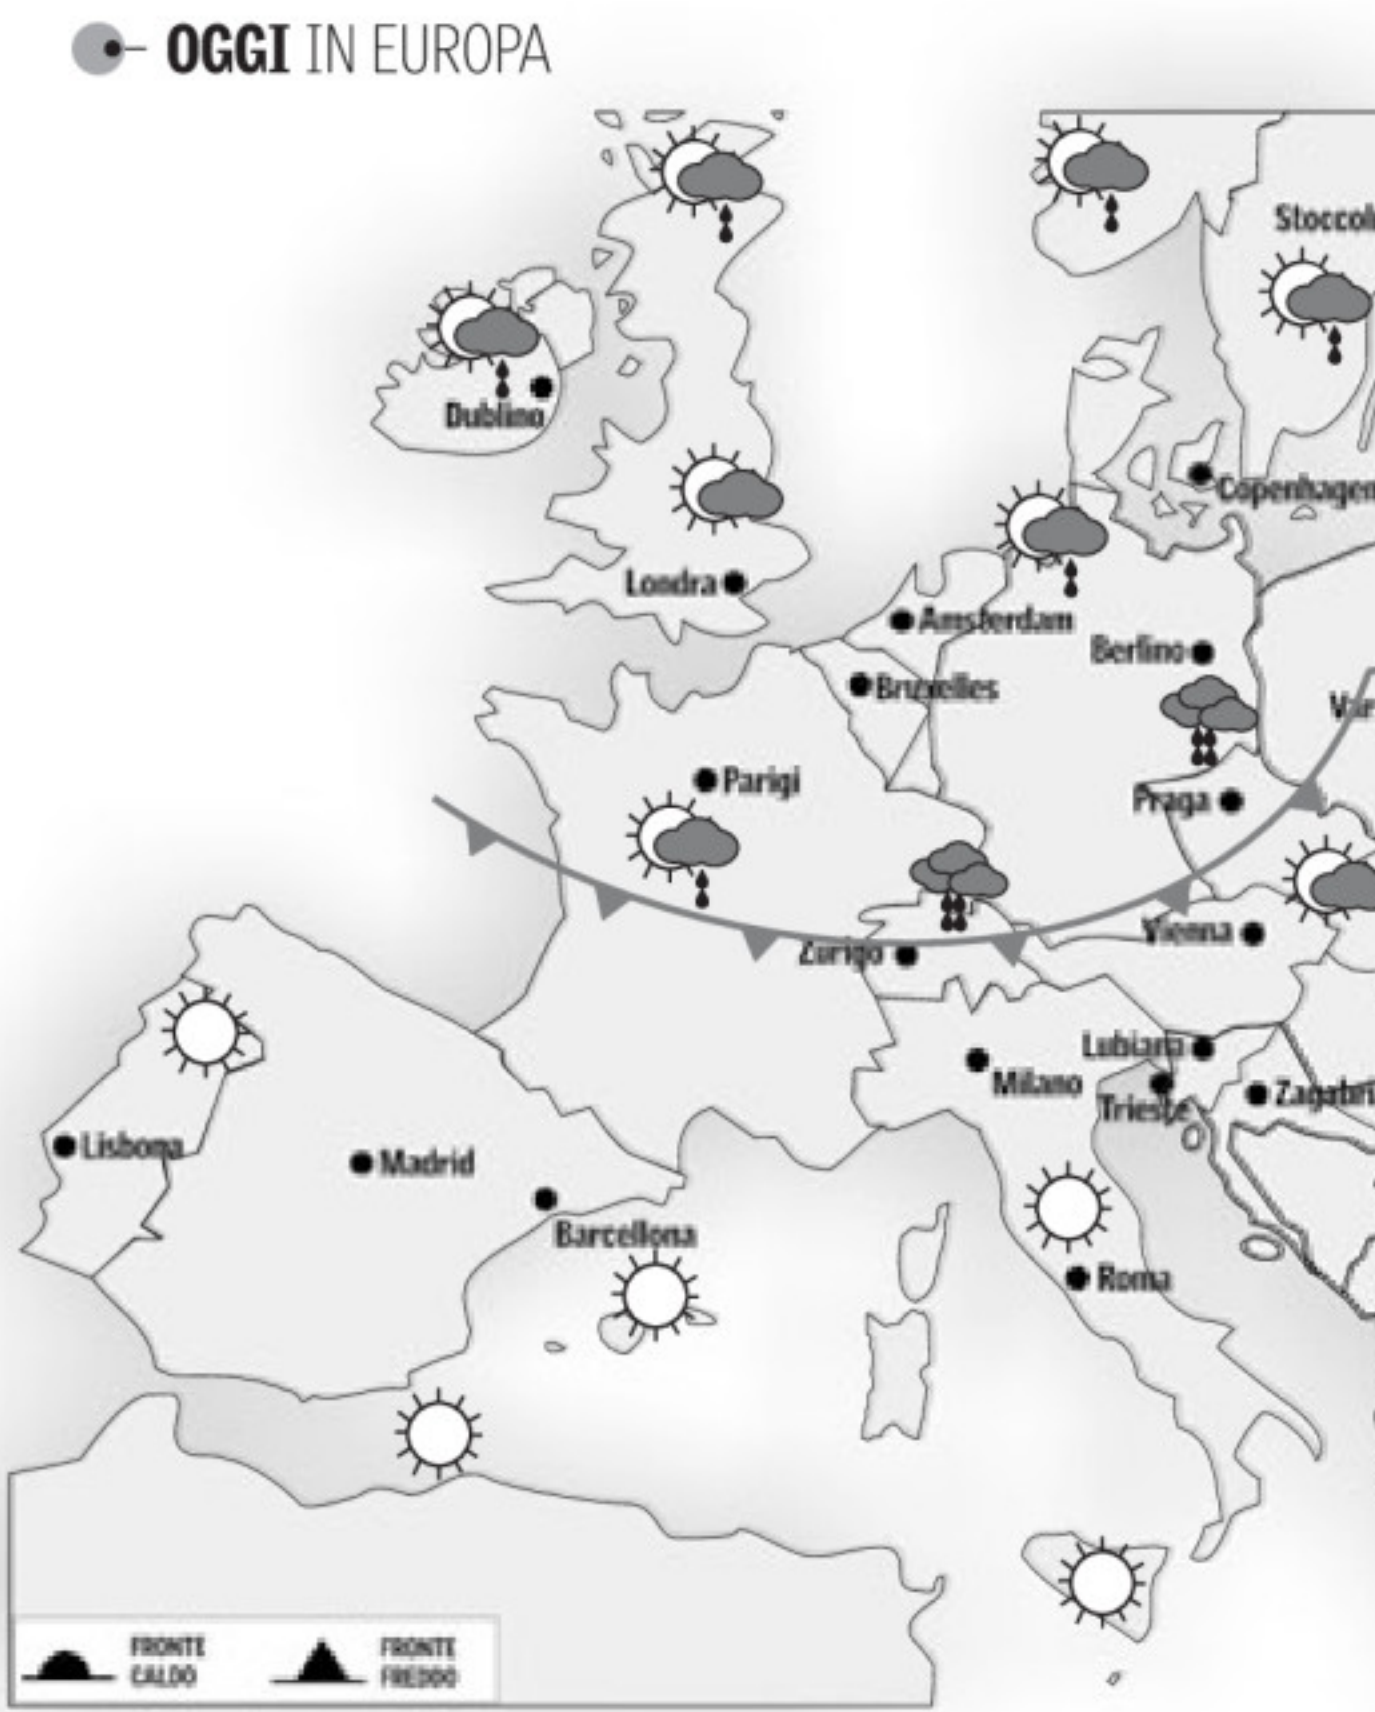 OGGI IN EUROPA
Dublino
Londra
Amsterdam
Berlino
Bruxelles
Copenhagen
Parigi
Praga
Zurigo
Vienna
Lubiana
Milano
Trieste
Lisbona
Madrid
Barcellona
Roma
FRONTE
CALDO
FRONTE
FREDDO